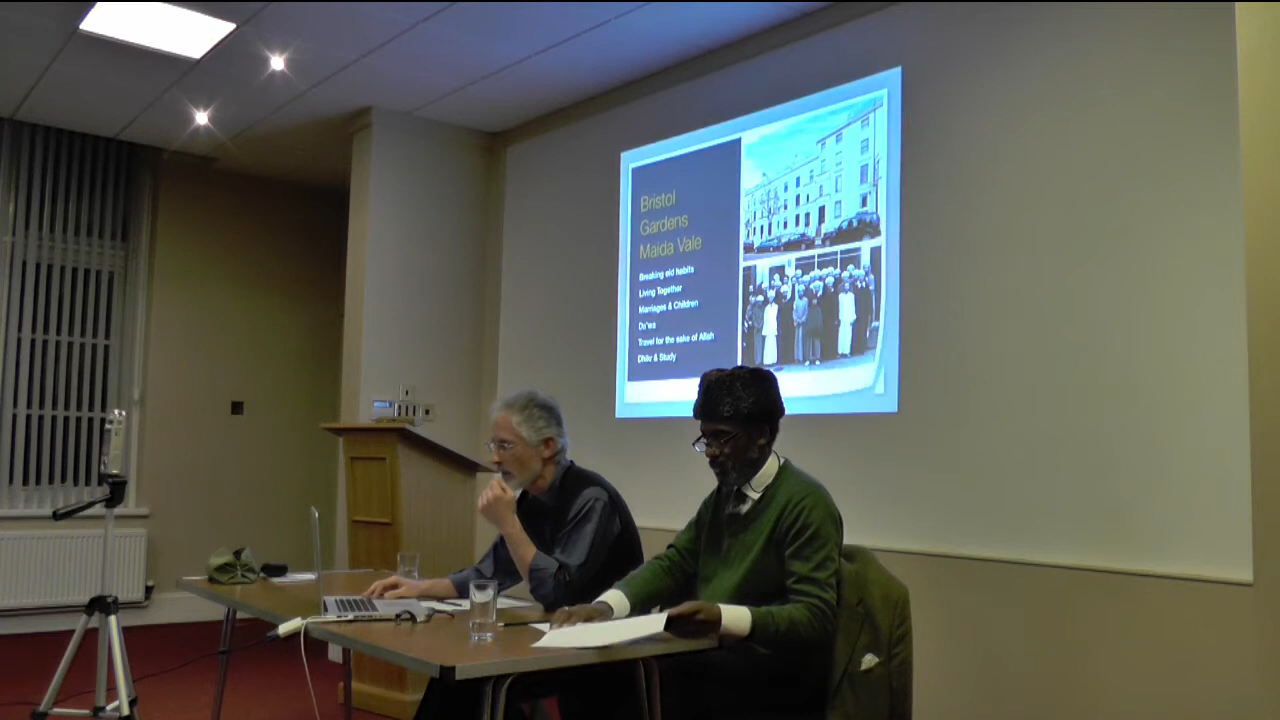 Bristol
Gardens
Maida Vale
Breaking old habits
Living Together
Marriages & Children
Da'wa
Travel for the sake of Allah
Dhikr & Study